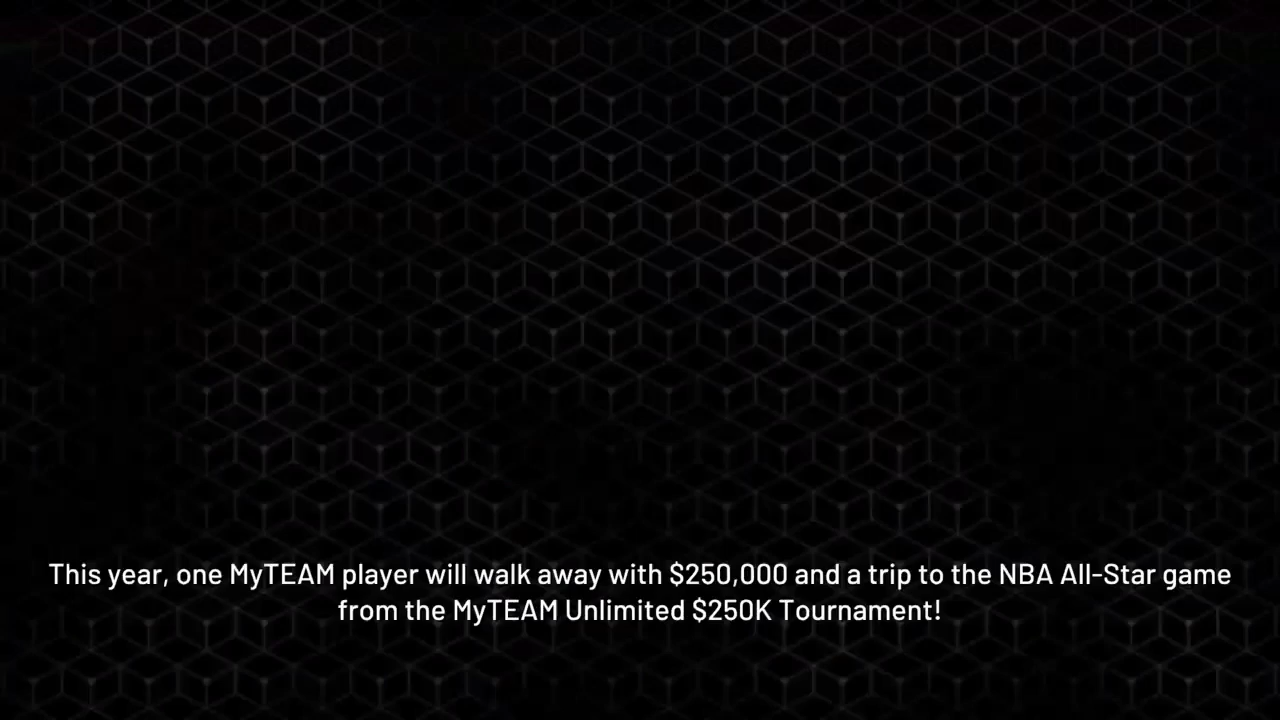 This year, one MyTEAM player will walk away with $250,000 and a trip to the NBA All-Star game
from the MyTEAM Unlimited $250K Tournament!